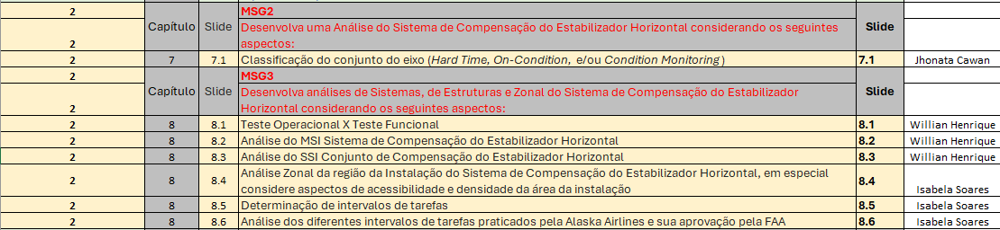 2 MSG2
2 Capítulo Slide Desenvolva uma Análise do Sistema de Compensação do Estabilizador Horizontal considerando os seguintes Slide
aspectos:
2 7 7.1 Classificação do conjunto do eixo (Hard Time, On-Condition, e/ou Condition Monitoring) 7.1 Jhonata Cawan
2 MSG3
2 Capítulo Slide Desenvolva análises de Sistemas, de Estruturas e Zonal do Sistema de Compensação do Estabilizador Slide
Horizontal considerando os seguintes aspectos:
2 8 8.1 Teste Operacional X Teste Funcional 8.1 Willian Henrique
2 8 8.2 Análise do MSI Sistema de Compensação do Estabilizador Horizontal 8.2 Willian Henrique
2 8 8.3 Análise do SSI Conjunto de Compensação do Estabilizador Horizontal 8.3 Willian Henrique
2 8 8.4 Análise Zonal da região da Instalação do Sistema de Compensação do Estabilizador Horizontal, em especial 8.4 Isabela Soares
considere aspectos de acessibilidade e densidade da área da instalação
2 8 8.5 Determinação de intervalos de tarefas 8.5 Isabela Soares
2 8 8.6 Análise dos diferentes intervalos de tarefas praticados pela Alaska Airlines e sua aprovação pela FAA 8.6 Isabela Soares